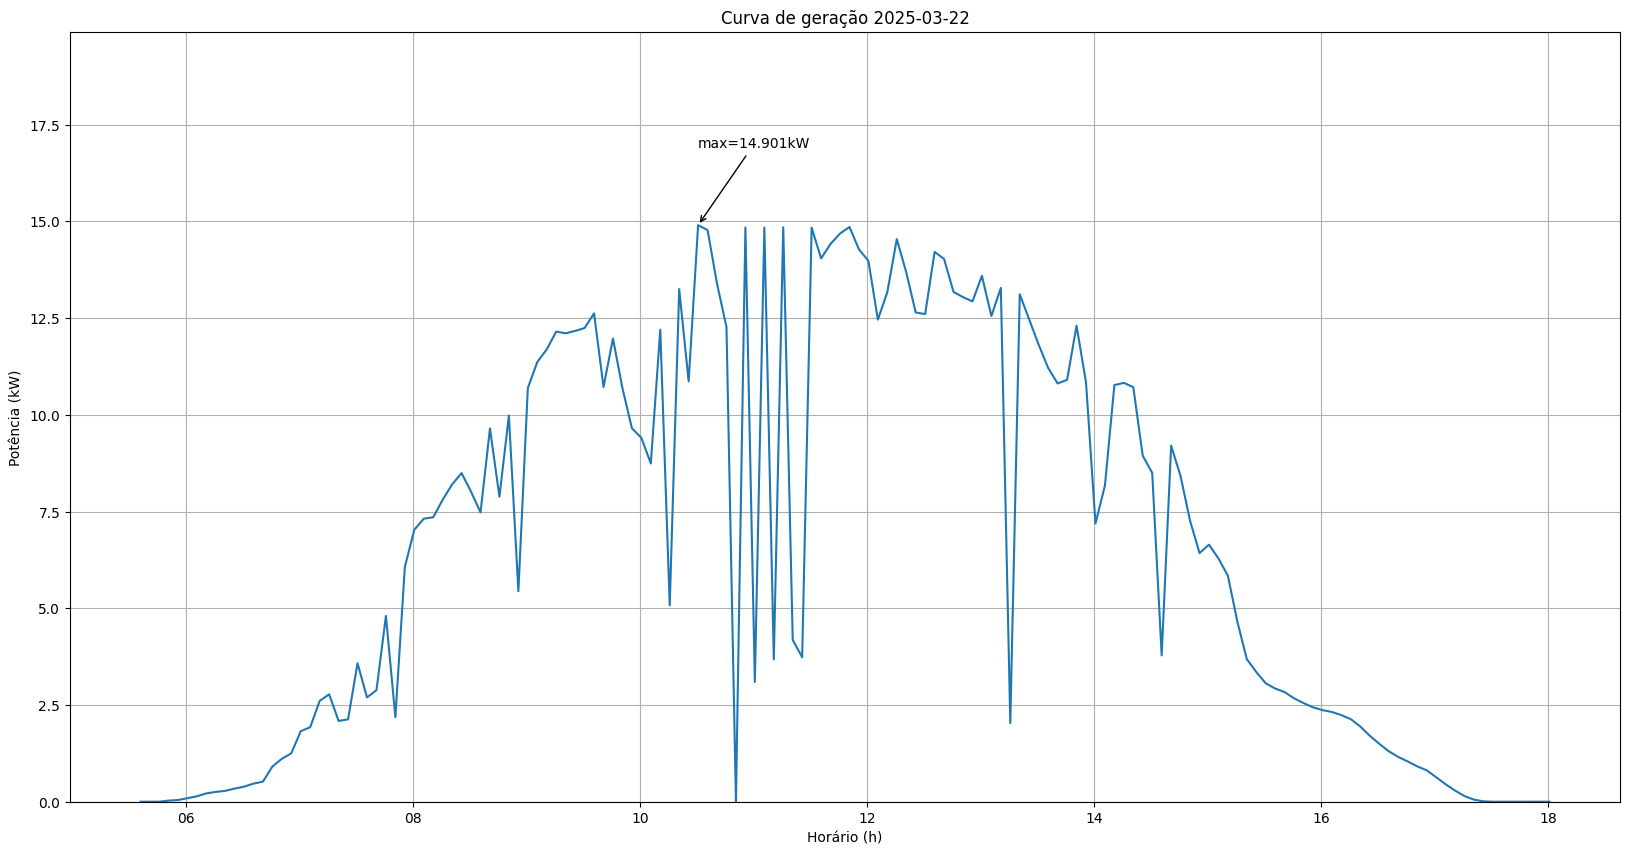 Curva de geração 2025-03-22
Potência (kW)
17.5
15.0
12.5
10.0
7.5
5.0
2.5
0.0
max=14.901kW
06 08 10 12 14 16 18
Horário (h)